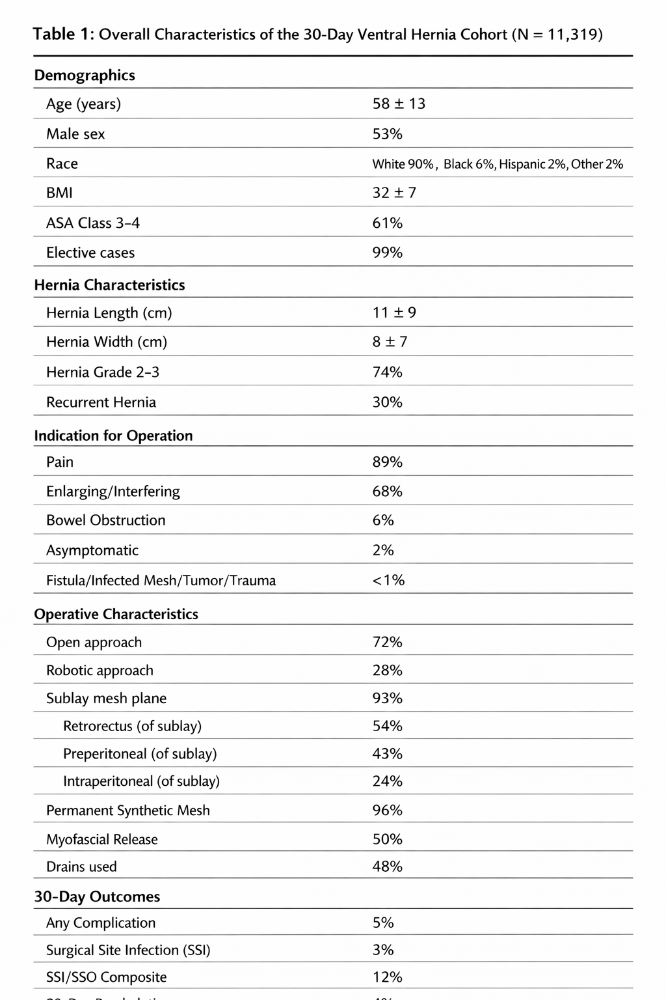 Table 1: Overall Characteristics of the 30-Day Ventral Hernia Cohort (N = 11,319)
Demographics
Age (years) 58 ± 13
Male sex 53%
Race White 90%, Black 6%, Hispanic 2%, Other 2%
BMI 32 ± 7
ASA Class 3–4 61%
Elective cases 99%
Hernia Characteristics
Hernia Length (cm) 11 ± 9
Hernia Width (cm) 8 ± 7
Hernia Grade 2–3 74%
Recurrent Hernia 30%
Indication for Operation
Pain 89%
Enlarging/Interfering 68%
Bowel Obstruction 6%
Asymptomatic 2%
Fistula/Infected Mesh/Tumor/Trauma <1%
Operative Characteristics
Open approach 72%
Robotic approach 28%
Sublay mesh plane 93%
Retrorectus (of sublay) 54%
Preperitoneal (of sublay) 43%
Intraperitoneal (of sublay) 24%
Permanent Synthetic Mesh 96%
Myofascial Release 50%
Drains used 48%
30-Day Outcomes
Any Complication 5%
Surgical Site Infection (SSI) 3%
SSI/SSO Composite 12%